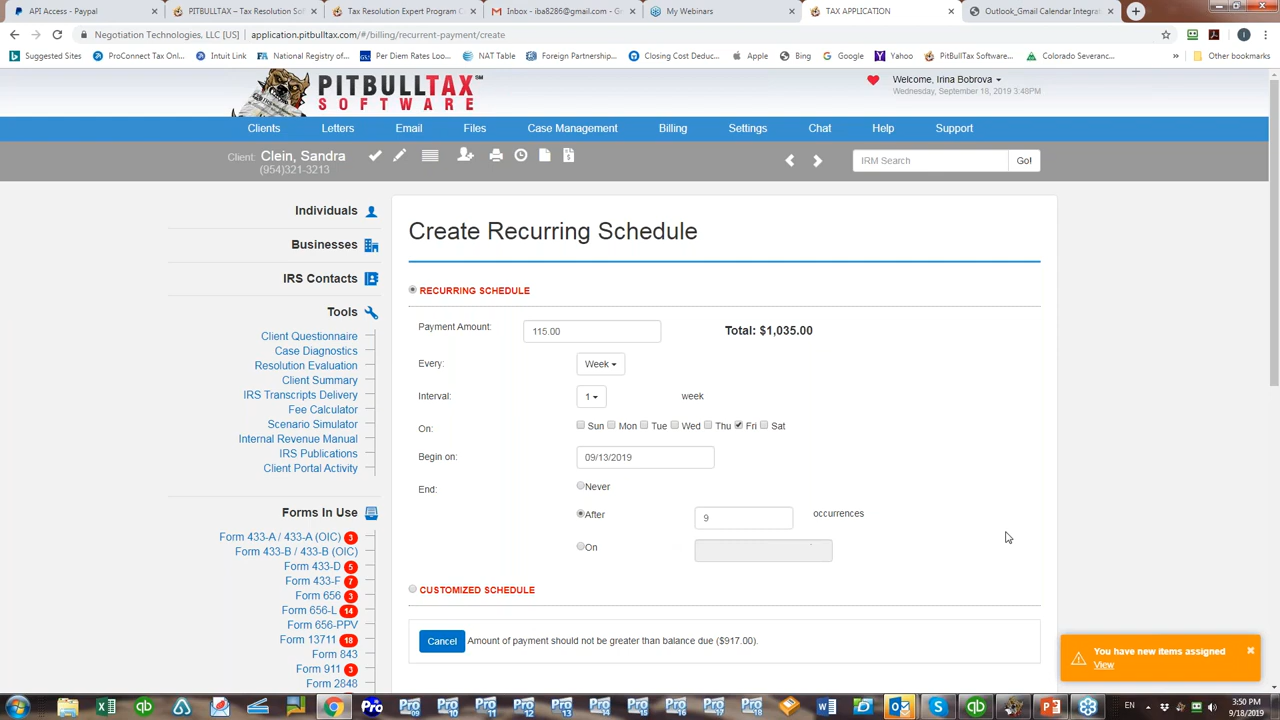 API Access - Paypal
PITBULLTAX – Tax Resolution Sof
Tax Resolution Expert Program C
Inbox - iba8286@gmail.com - G
My Webinars
TAX APPLICATION
Outlook_Gmail Calendar Integrat
Negotiation Technologies, LLC [US] application.pitbulltax.com/#/billing/recurrent-payment/create
Suggested Sites
ProConnect Tax Onl...
Intuit Link
National Registry of...
Per Diem Rates Loo...
NAT Table
Foreign Partnership...
Closing Cost Deduc...
Apple
Bing
Google
Yahoo
PitBullTax Software...
Colorado Severanc...
» Other bookmarks
PITBULLTAX™
SOFTWARE
Welcome, Irina Bobrova
Wednesday, September 18, 2019 3:48PM
Clients Letters Email Files Case Management Billing Settings Chat Help Support
Client: Clein, Sandra
(954)321-3213
IRM Search Go!
Individuals
Businesses
IRS Contacts
Tools
Client Questionnaire
Case Diagnostics
Resolution Evaluation
Client Summary
IRS Transcripts Delivery
Fee Calculator
Scenario Simulator
Internal Revenue Manual
IRS Publications
Client Portal Activity
Forms In Use
Form 433-A / 433-A (OIC) 3
Form 433-B / 433-B (OIC)
Form 433-D 5
Form 433-F 7
Form 656 3
Form 656-L 14
Form 656-PPV
Form 13711 18
Form 843
Form 911 3
Form 2848
Create Recurring Schedule
RECURRING SCHEDULE
Payment Amount: 115.00 Total: $1,035.00
Every: Week
Interval: 1 week
On: Sun Mon Tue Wed Thu Fri Sat
Begin on: 09/13/2019
End: Never
After 9 occurrences
On
CUSTOMIZED SCHEDULE
Cancel Amount of payment should not be greater than balance due ($917.00).
You have new items assigned
View
EN 3:50 PM
9/18/2019